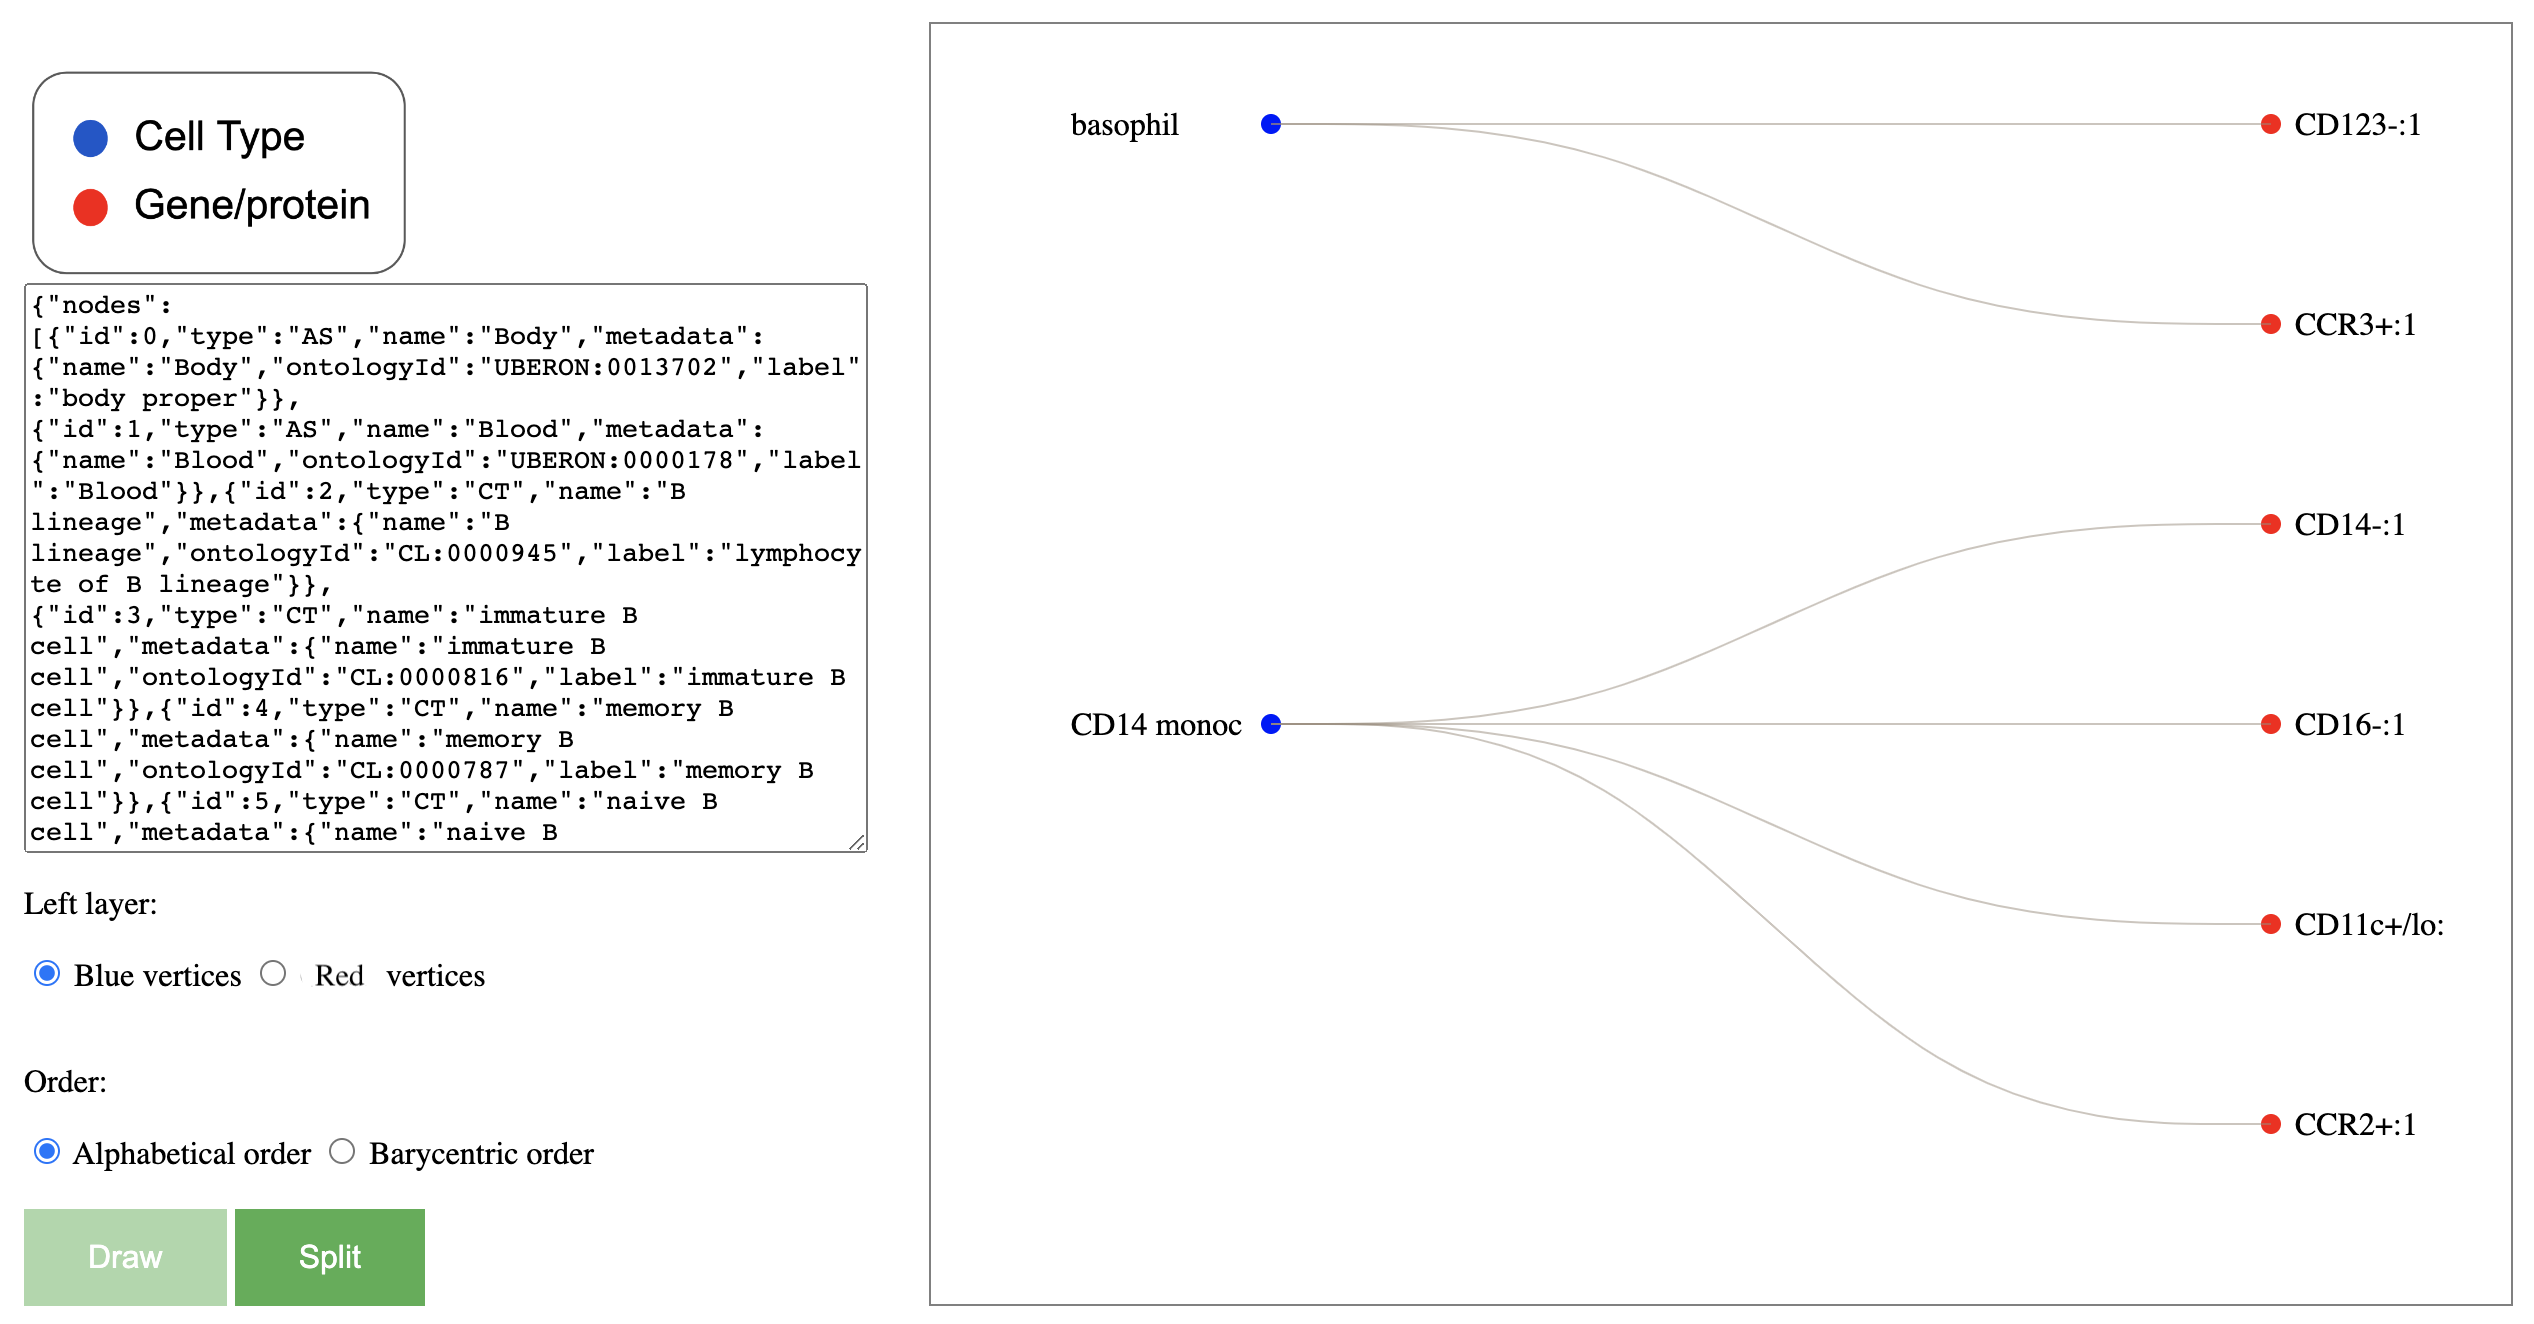 Cell Type
Gene/protein
{"nodes":
[{"id":0,"type":"AS","name":"Body","metadata":
{"name":"Body","ontologyId":"UBERON:0013702","label"
:"body proper"}},
{"id":1,"type":"AS","name":"Blood","metadata":
{"name":"Blood","ontologyId":"UBERON:0000178","label
":"Blood"}},{"id":2,"type":"CT","name":"B
lineage","metadata":{"name":"B
lineage","ontologyId":"CL:0000945","label":"lymphocy
te of B lineage"}},
{"id":3,"type":"CT","name":"immature B
cell","metadata":{"name":"immature B
cell","ontologyId":"CL:0000816","label":"immature B
cell"}},{"id":4,"type":"CT","name":"memory B
cell","metadata":{"name":"memory B
cell","ontologyId":"CL:0000787","label":"memory B
cell"}},{"id":5,"type":"CT","name":"naive B
cell","metadata":{"name":"naive B
Left layer:
Blue vertices Red vertices
Order:
Alphabetical order Barycentric order
Draw Split
basophil
CD14 monoc
CD123-:1
CCR3+:1
CD14-:1
CD16-:1
CD11c+/lo:
CCR2+:1